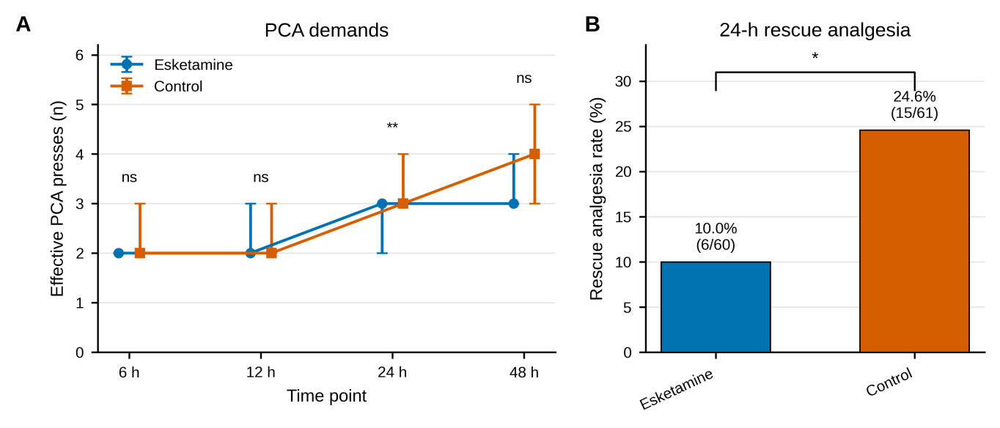 A
PCA demands
Esketamine
Control
Effective PCA presses (n)
6
5
4
3
2
1
0
ns
ns
**
ns
6 h
12 h
24 h
48 h
Time point
B
24-h rescue analgesia
Rescue analgesia rate (%)
30
25
20
15
10
5
0
*
10.0%
(6/60)
24.6%
(15/61)
Esketamine
Control